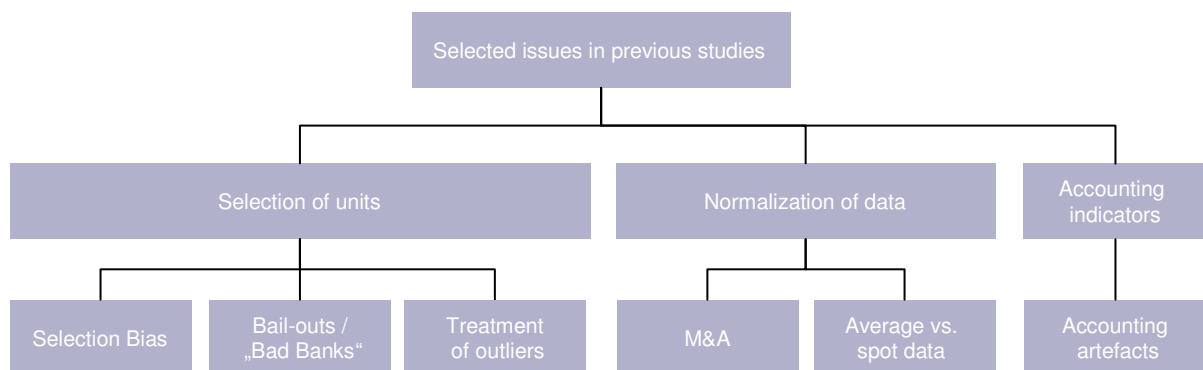 Selected issues in previous studies
Selection of units
Normalization of data
Accounting
indicators
Selection Bias
Bail-outs /
„Bad Banks“
Treatment
of outliers
M&A
Average vs.
spot data
Accounting
artefacts